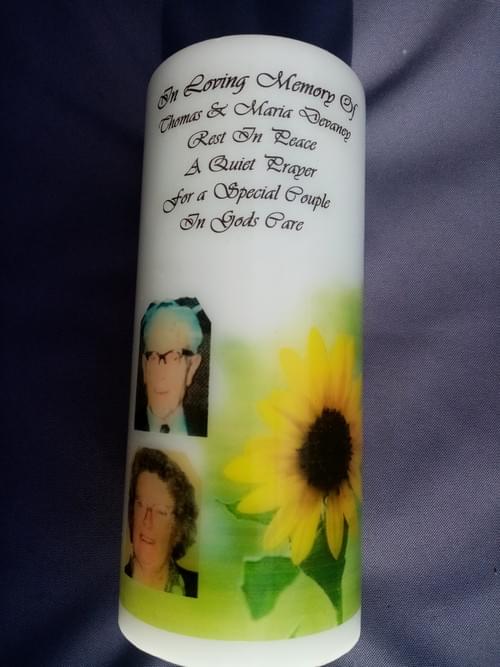 In Loving Memory Of
Thomas & Maria Devaney
Rest In Peace
A Quiet Prayer
For a Special Couple
In Gods Care